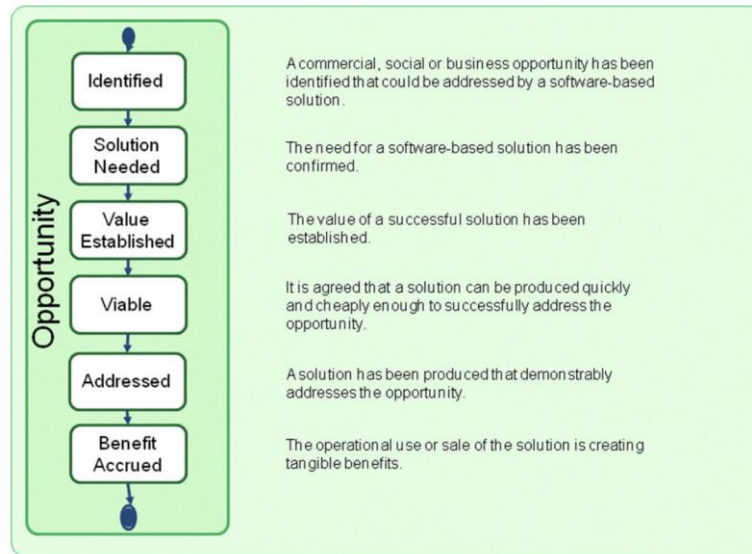 Opportunity
Identified
A commercial, social or business opportunity has been
identified that could be addressed by a software-based
solution.
Solution
Needed
The need for a software-based solution has been
confirmed.
Value
Established
The value of a successful solution has been
established.
Viable
It is agreed that a solution can be produced quickly
and cheaply enough to successfully address the
opportunity.
Addressed
A solution has been produced that demonstrably
addresses the opportunity.
Benefit
Accrued
The operational use or sale of the solution is creating
tangible benefits.